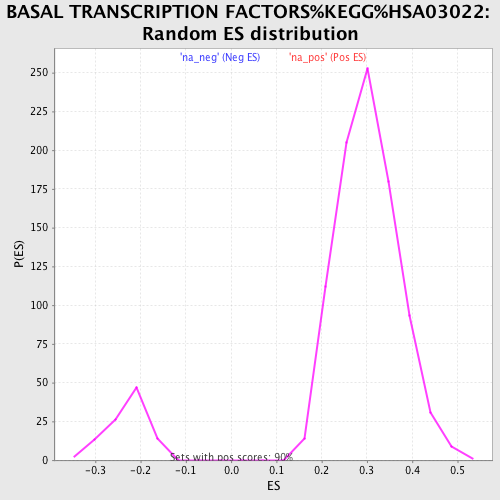 BASAL TRANSCRIPTION FACTORS%KEGG%HSA03022:
Random ES distribution
'na_neg' (Neg ES) 'na_pos' (Pos ES)
250
225
200
175
150
125
100
75
50
25
0
P(ES)
Sets with pos scores: 90%
-0.3 -0.2 -0.1 0.0 0.1 0.2 0.3 0.4 0.5
ES